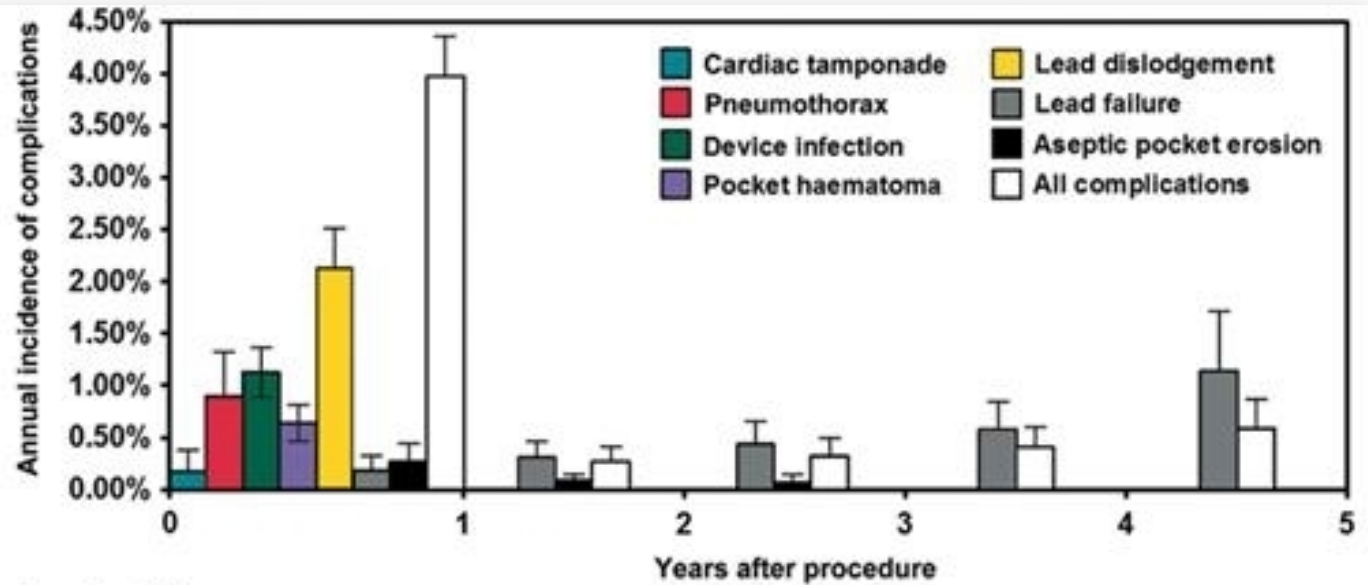 Annual incidence of complications
4.50%
4.00%
3.50%
3.00%
2.50%
2.00%
1.50%
1.00%
0.50%
0.00%
Cardiac tamponade
Pneumothorax
Device infection
Pocket haematoma
Lead dislodgement
Lead failure
Aseptic pocket erosion
All complications
0 1 2 3 4 5
Years after procedure